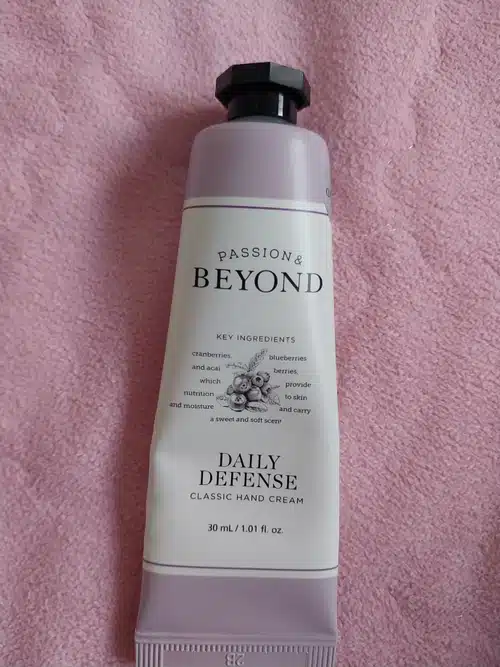 PASSION &
BEYOND
KEY INGREDIENTS
cranberries, blueberries
and acai berries,
which provide
nutrition to skin
and moisture and carry
a sweet and soft scent
DAILY
DEFENSE
CLASSIC HAND CREAM
30 mL / 1.01 fl. oz.
2B